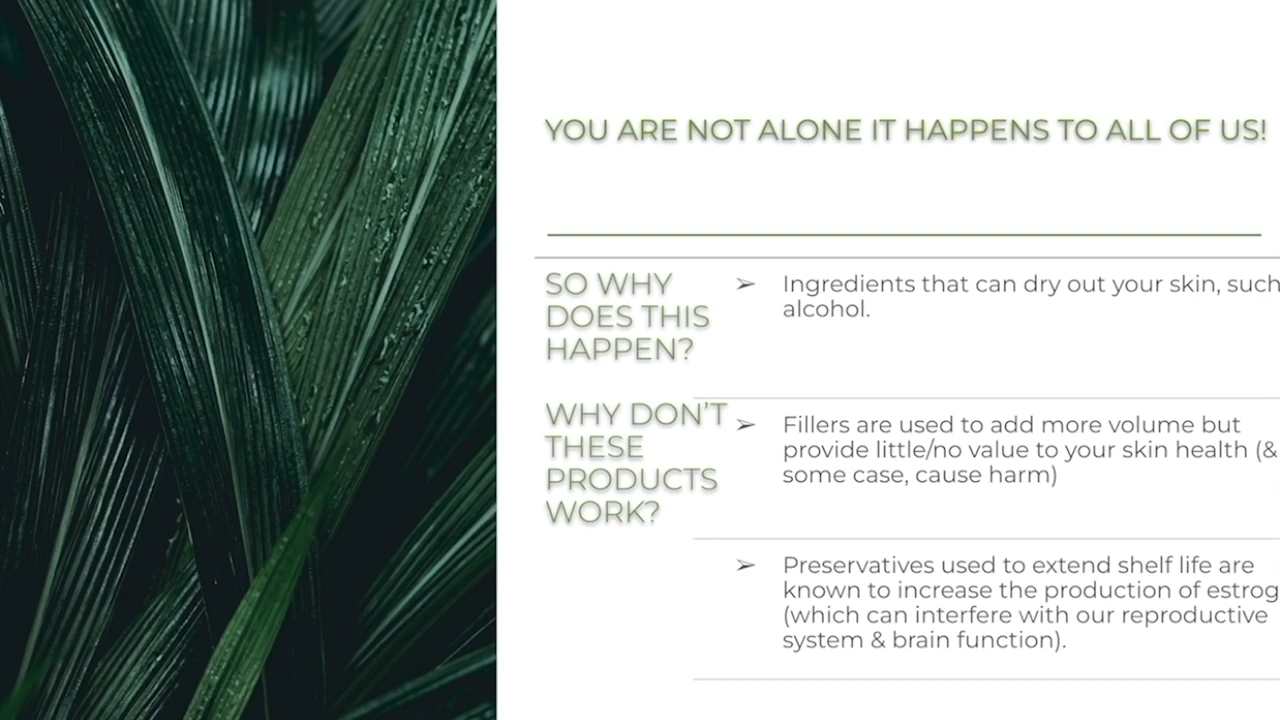 YOU ARE NOT ALONE IT HAPPENS TO ALL OF US!
SO WHY
DOES THIS
HAPPEN?
WHY DON'T
THESE
PRODUCTS
WORK?
➢ Ingredients that can dry out your skin, such
alcohol.
➢ Fillers are used to add more volume but
provide little/no value to your skin health (&
some case, cause harm)
➢ Preservatives used to extend shelf life are
known to increase the production of estrog
(which can interfere with our reproductive
system & brain function).